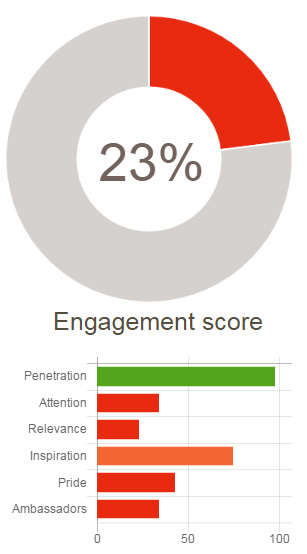 23%
Engagement score
Penetration
Attention
Relevance
Inspiration
Pride
Ambassadors
0 50 100